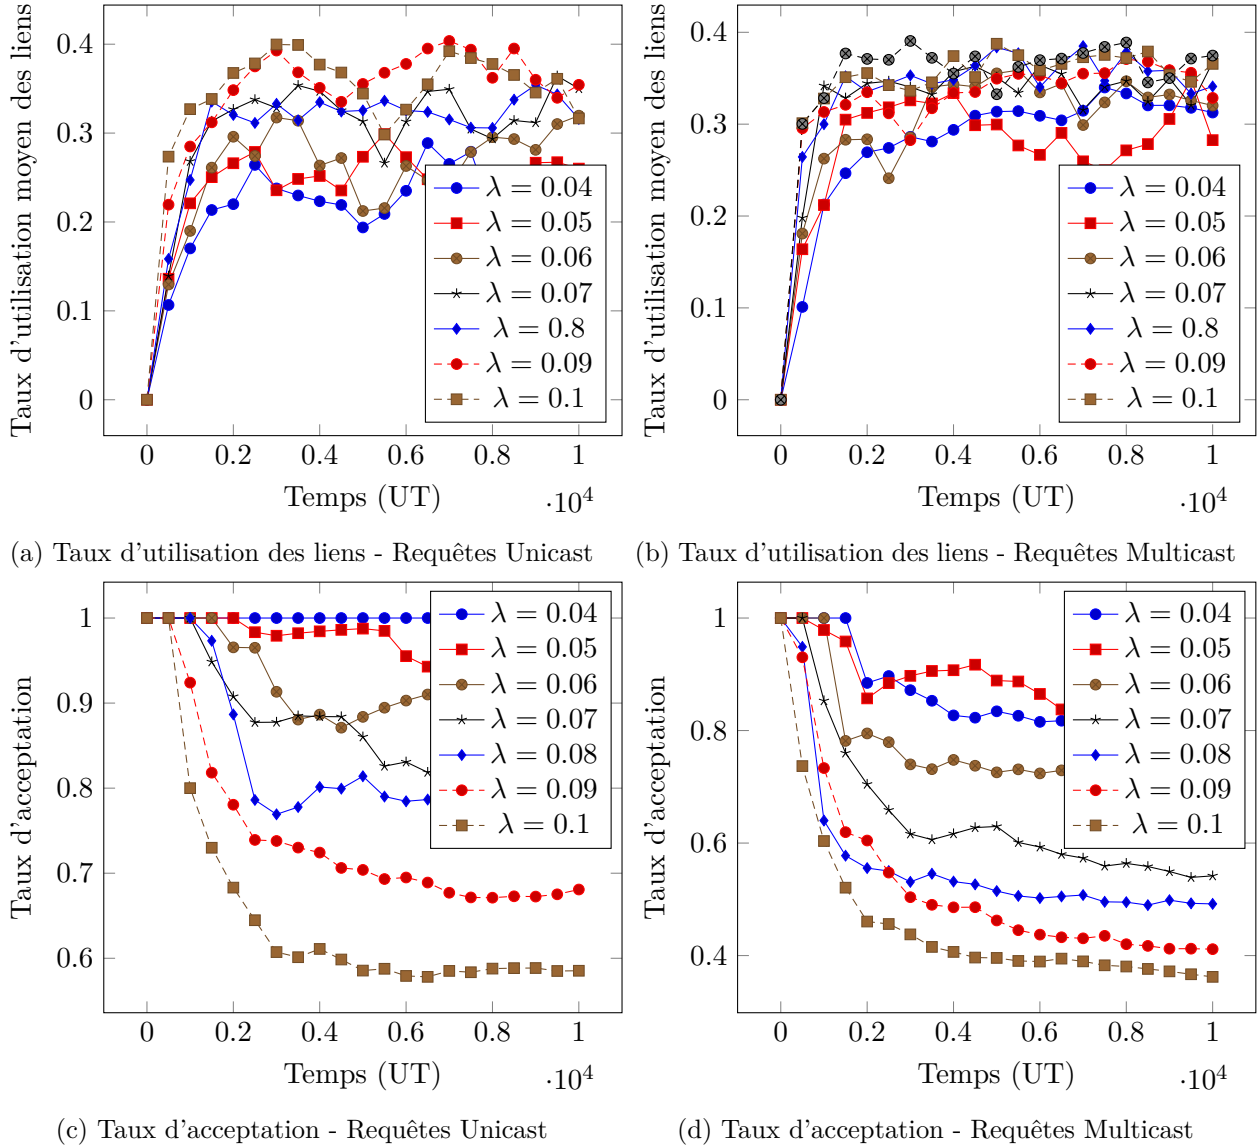 0.4
0.3
0.2
0.1
0
Taux d'utilisation moyen des liens
λ = 0.04
λ = 0.05
λ = 0.06
λ = 0.07
λ = 0.8
λ = 0.09
λ = 0.1
0 0.2 0.4 0.6 0.8 1
·10⁴
Temps (UT)
(a) Taux d'utilisation des liens - Requêtes Unicast
0.4
0.3
0.2
0.1
0
Taux d'utilisation moyen des liens
λ = 0.04
λ = 0.05
λ = 0.06
λ = 0.07
λ = 0.8
λ = 0.09
λ = 0.1
0 0.2 0.4 0.6 0.8 1
·10⁴
Temps (UT)
(b) Taux d'utilisation des liens - Requêtes Multicast
1
0.9
0.8
0.7
0.6
Taux d'acceptation
λ = 0.04
λ = 0.05
λ = 0.06
λ = 0.07
λ = 0.08
λ = 0.09
λ = 0.1
0 0.2 0.4 0.6 0.8 1
·10⁴
Temps (UT)
(c) Taux d'acceptation - Requêtes Unicast
1
0.8
0.6
0.4
Taux d'acceptation
λ = 0.04
λ = 0.05
λ = 0.06
λ = 0.07
λ = 0.08
λ = 0.09
λ = 0.1
0 0.2 0.4 0.6 0.8 1
·10⁴
Temps (UT)
(d) Taux d'acceptation - Requêtes Multicast